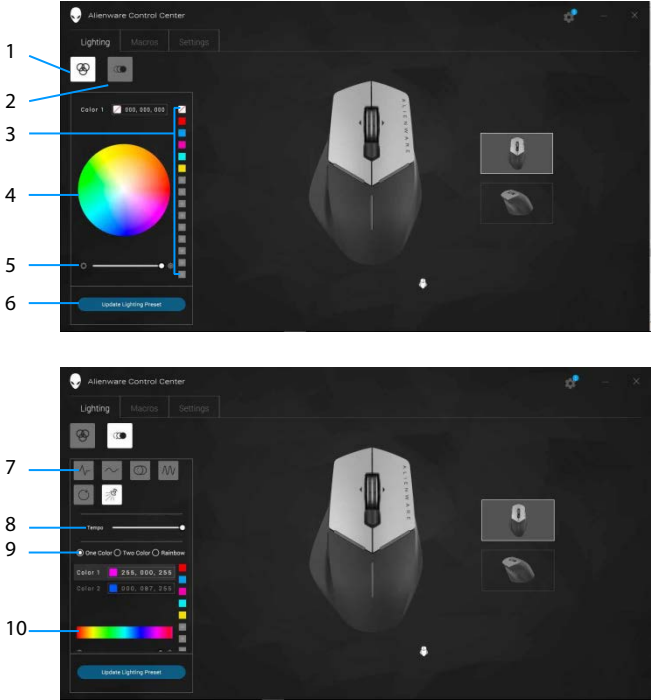 Alienware Control Center
Lighting Macros Settings
1
2
Color 1 000, 000, 000
3
4
5
6
Update Lighting Preset
ALIENWARE
Alienware Control Center
Lighting Macros Settings
7
8
Tempo
9
One Color Two Color Rainbow
Color 1 255, 000, 255
Color 2 000, 087, 255
10
Update Lighting Preset
ALIENWARE